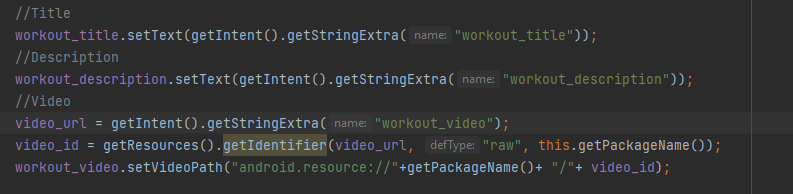 //Title
workout_title.setText(getIntent().getStringExtra( name: "workout_title"));
//Description
workout_description.setText(getIntent().getStringExtra( name: "workout_description"));
//Video
video_url = getIntent().getStringExtra( name: "workout_video");
video_id = getResources().getIdentifier(video_url, defType: "raw", this.getPackageName());
workout_video.setVideoPath("android.resource://"+getPackageName()+ "/"+ video_id);